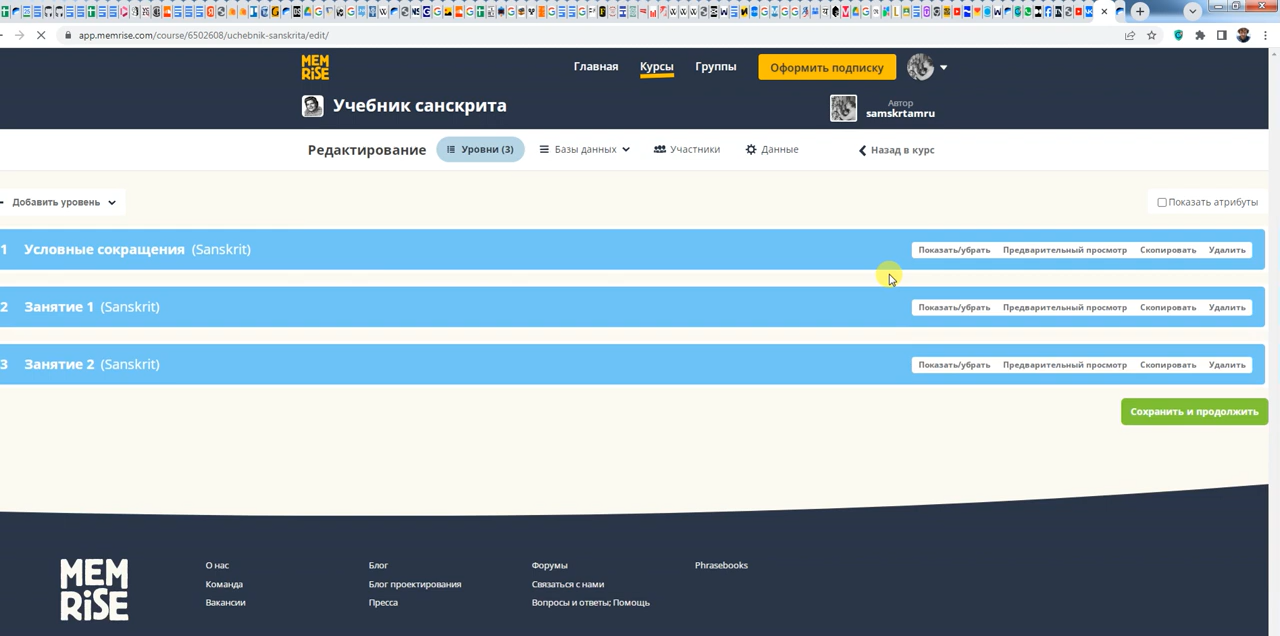 app.memrise.com/course/6502608/uchebnik-sanskrita/edit/
MEM
RiSE
Главная
Курсы
Группы
Оформить подписку
Учебник санскрита
Автор
samskrtamru
Редактирование
Уровни (3)
Базы данных
Участники
Данные
Назад в курс
Добавить уровень
Показать атрибуты
1 Условные сокращения (Sanskrit)
Показать/убрать Предварительный просмотр Скопировать Удалить
2 Занятие 1 (Sanskrit)
Показать/убрать Предварительный просмотр Скопировать Удалить
3 Занятие 2 (Sanskrit)
Показать/убрать Предварительный просмотр Скопировать Удалить
Сохранить и продолжить
MEM
RiSE
О нас
Команда
Вакансии
Блог
Блог проектирования
Пресса
Форумы
Связаться с нами
Вопросы и ответы; Помощь
Phrasebooks